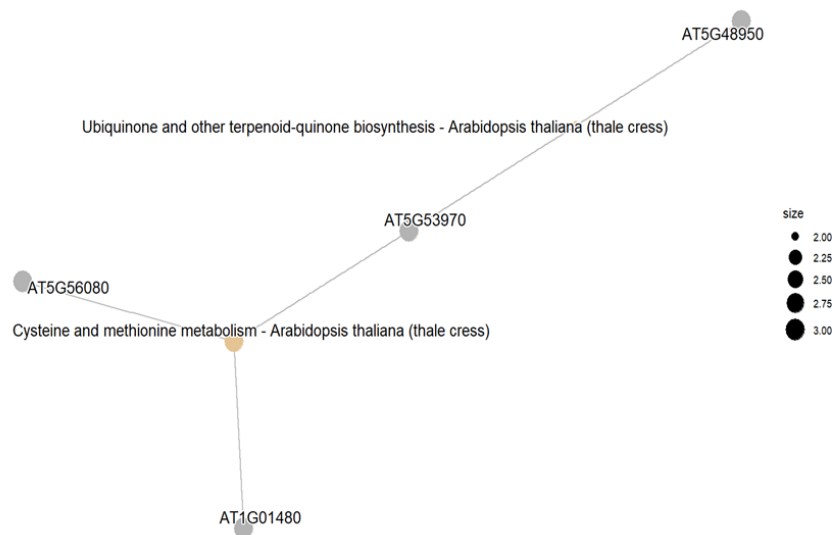 AT5G48950
Ubiquinone and other terpenoid-quinone biosynthesis - Arabidopsis thaliana (thale cress)
AT5G53970
size
2.00
2.25
2.50
2.75
3.00
AT5G56080
Cysteine and methionine metabolism - Arabidopsis thaliana (thale cress)
AT1G01480